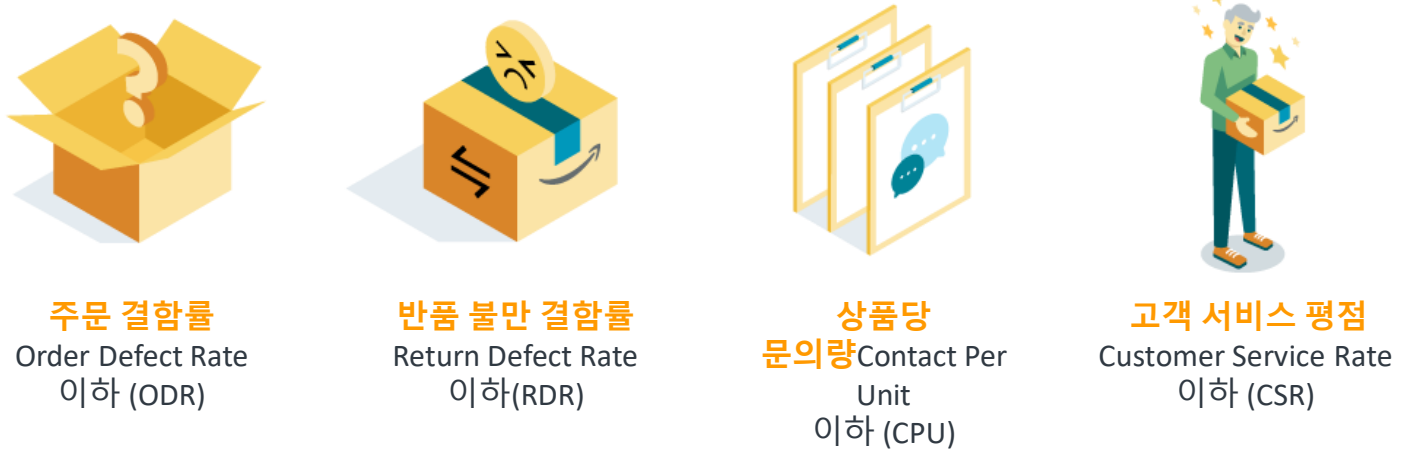 주문 결함률
Order Defect Rate
이하 (ODR)
반품 불만 결함률
Return Defect Rate
이하(RDR)
상품당
문의량Contact Per
Unit
이하 (CPU)
고객 서비스 평점
Customer Service Rate
이하 (CSR)